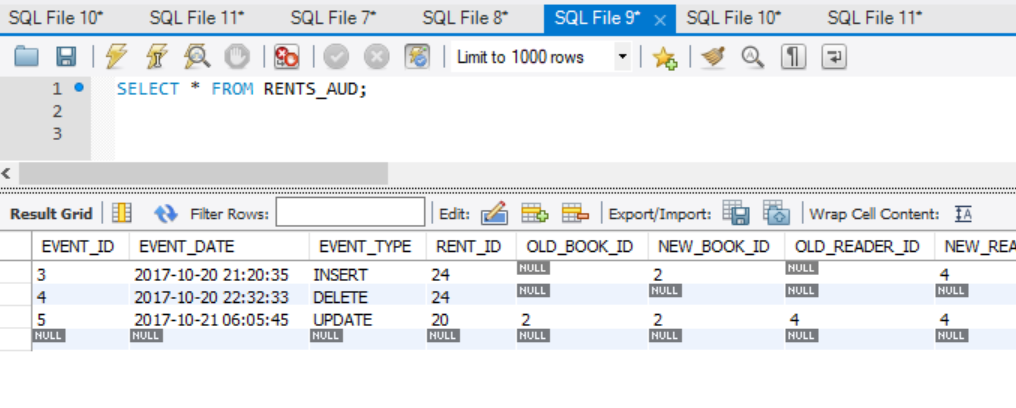 SQL File 10* SQL File 11* SQL File 7* SQL File 8* SQL File 9* × SQL File 10* SQL File 11*
Limit to 1000 rows
1 SELECT * FROM RENTS_AUD;
2
3
Result Grid Filter Rows: Edit: Export/Import: Wrap Cell Content: IA
EVENT_ID EVENT_DATE EVENT_TYPE RENT_ID OLD_BOOK_ID NEW_BOOK_ID OLD_READER_ID NEW_REA
3 2017-10-20 21:20:35 INSERT 24 NULL 2 NULL 4
4 2017-10-20 22:32:33 DELETE 24 NULL NULL NULL NULL
5 2017-10-21 06:05:45 UPDATE 20 2 2 4 4
NULL NULL NULL NULL NULL NULL NULL NULL